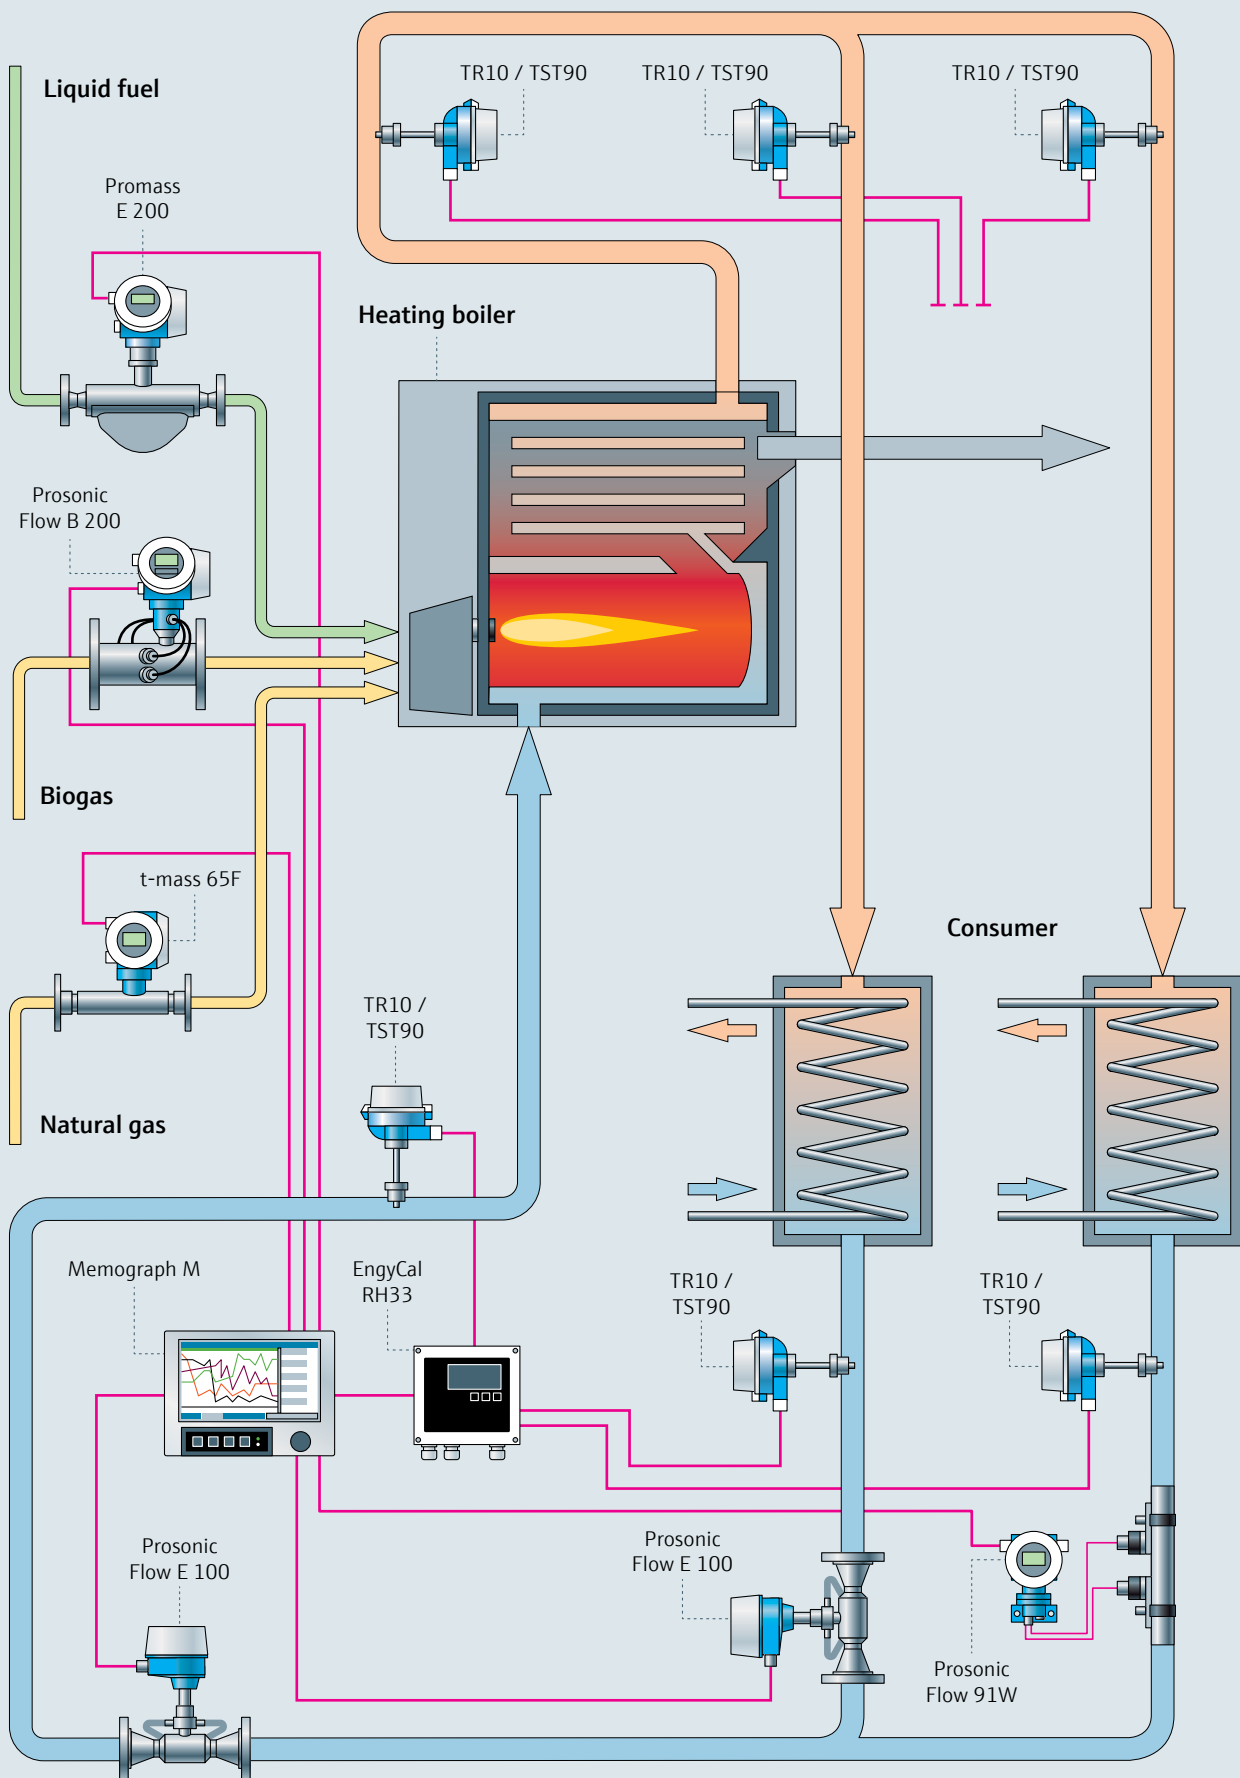 Liquid fuel
TR10 / TST90
TR10 / TST90
TR10 / TST90
Promass
E 200
Heating boiler
Prosonic
Flow B 200
Biogas
t-mass 65F
Consumer
TR10 /
TST90
Natural gas
Memograph M
EngyCal
RH33
TR10 /
TST90
TR10 /
TST90
Prosonic
Flow E 100
Prosonic
Flow E 100
Prosonic
Flow 91W